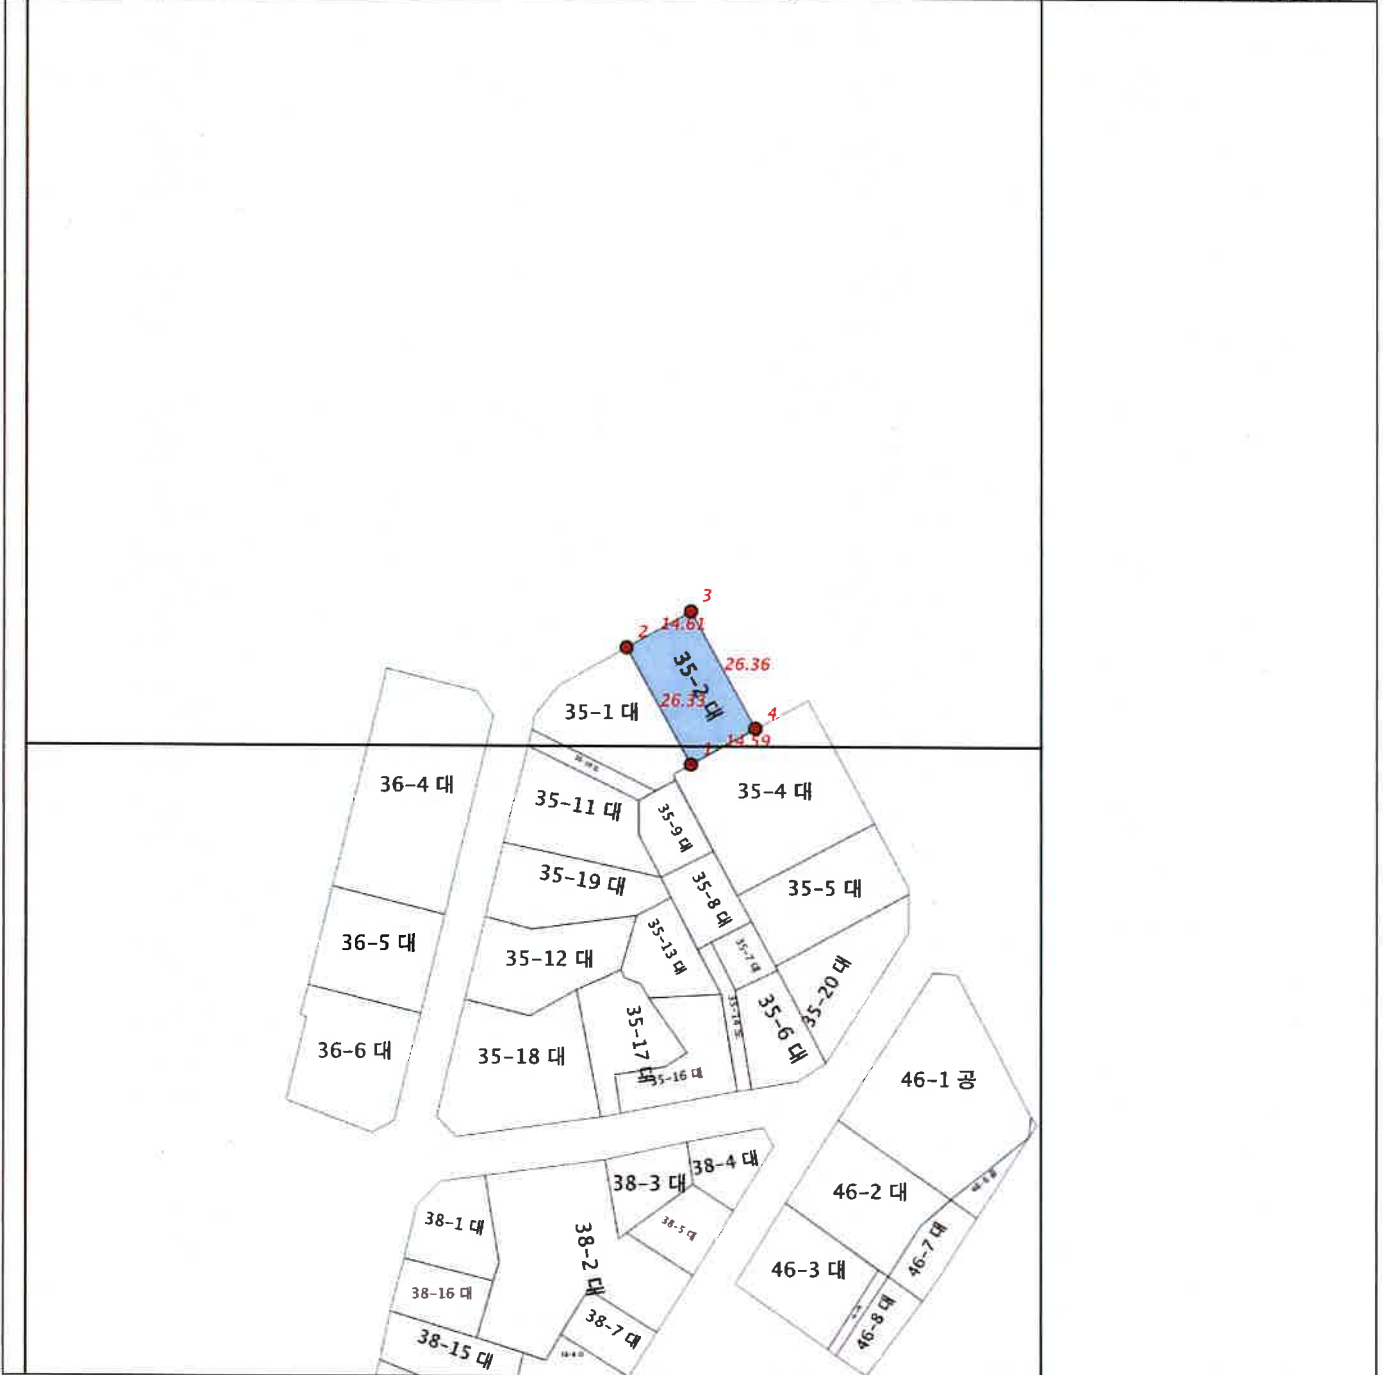 3
14.61
2
35-2 대
26.36
26.33
35-1 대
4
14.59
1
36-4 대
35-11 대
35-4 대
35-9 대
35-19 대
35-8 대
35-5 대
36-5 대
35-12 대
35-13 대
35-7 대
35-20 대
35-14 도
35-17 대
35-6 대
36-6 대
35-18 대
35-16 대
46-1 공
38-4 대
38-3 대
46-2 대
38-1 대
38-5 대
38-2 대
46-7 대
46-3 대
38-16 대
46-8 대
38-7 대
38-15 대